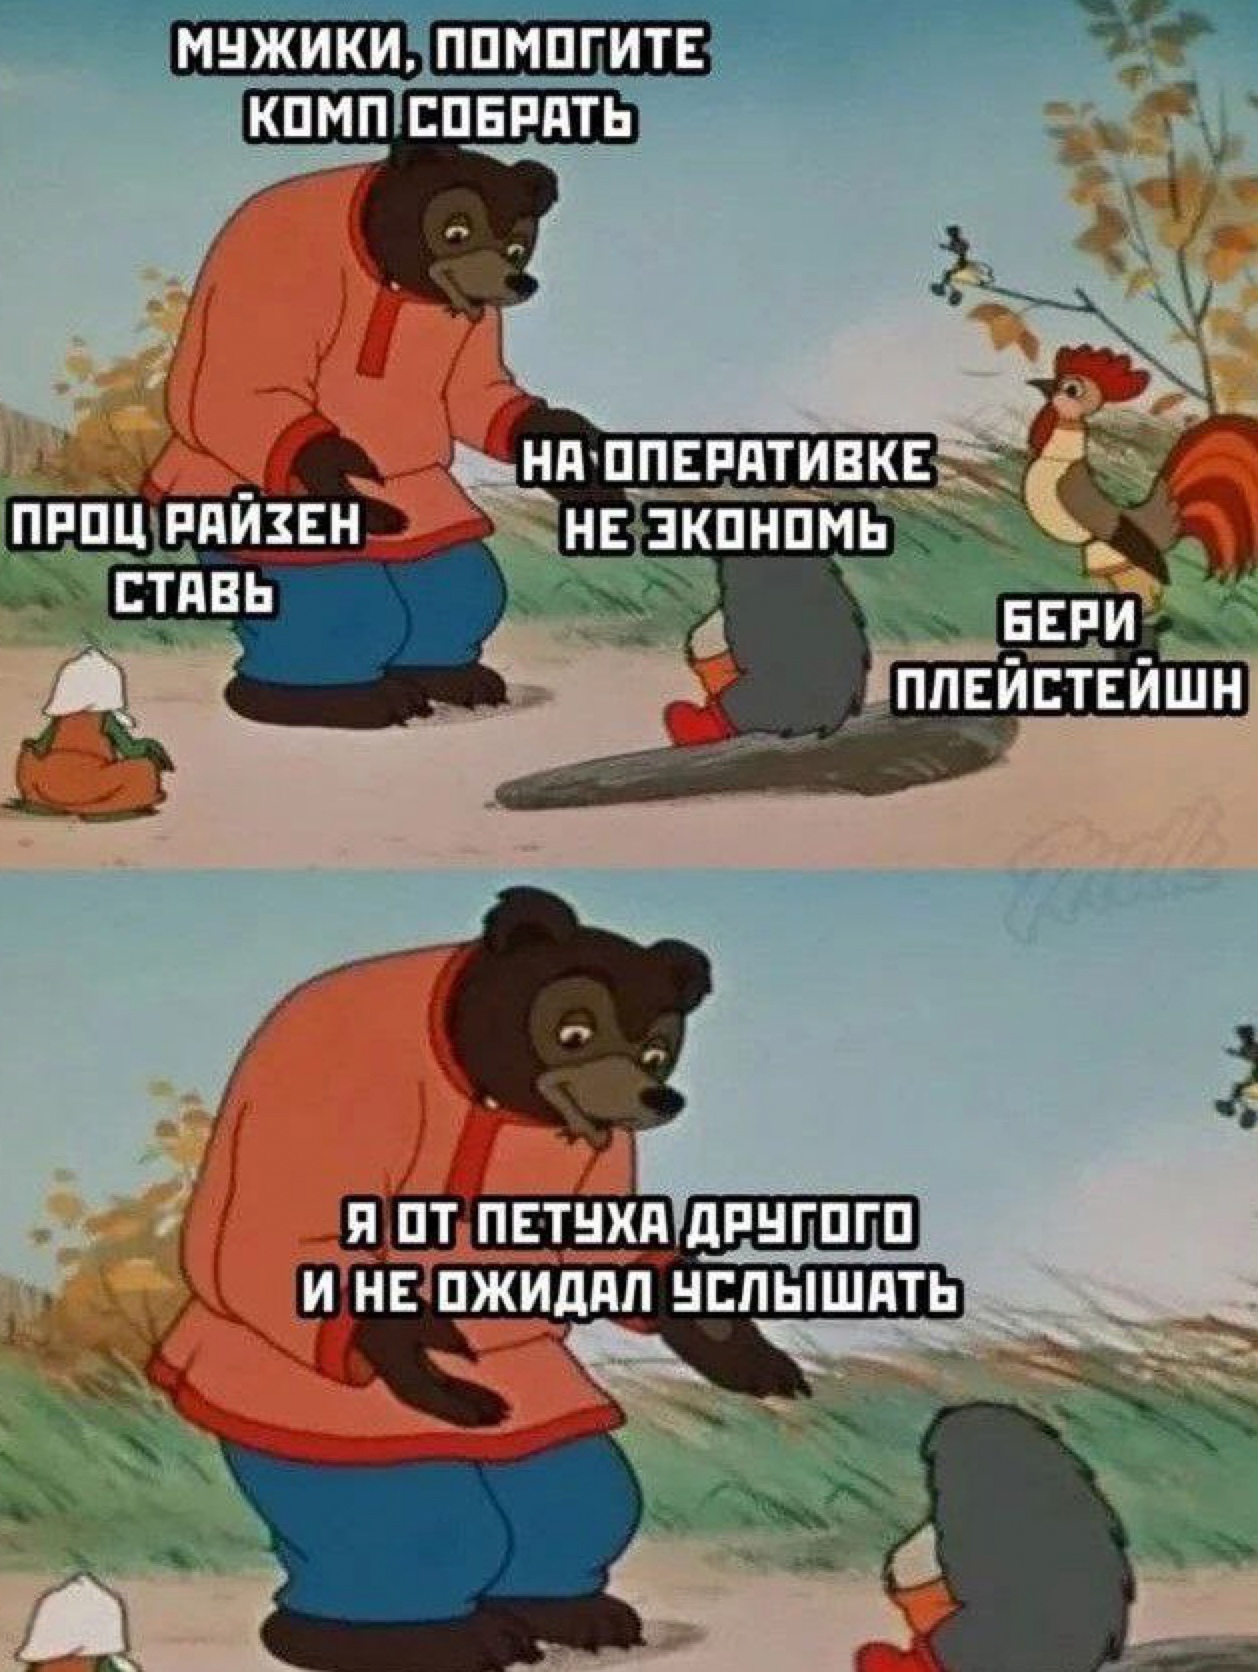 МУЖИКИ, ПОМОГИТЕ
КОМП СОБРАТЬ
НА ОПЕРАТИВКЕ
НЕ ЭКОНОМЬ
ПРОЦ РАЙЗЕН
СТАВЬ
БЕРИ
ПЛЕЙСТЕЙШН
Я ОТ ПЕТУХА ДРУГОГО
И НЕ ОЖИДАЛ УСЛЫШАТЬ